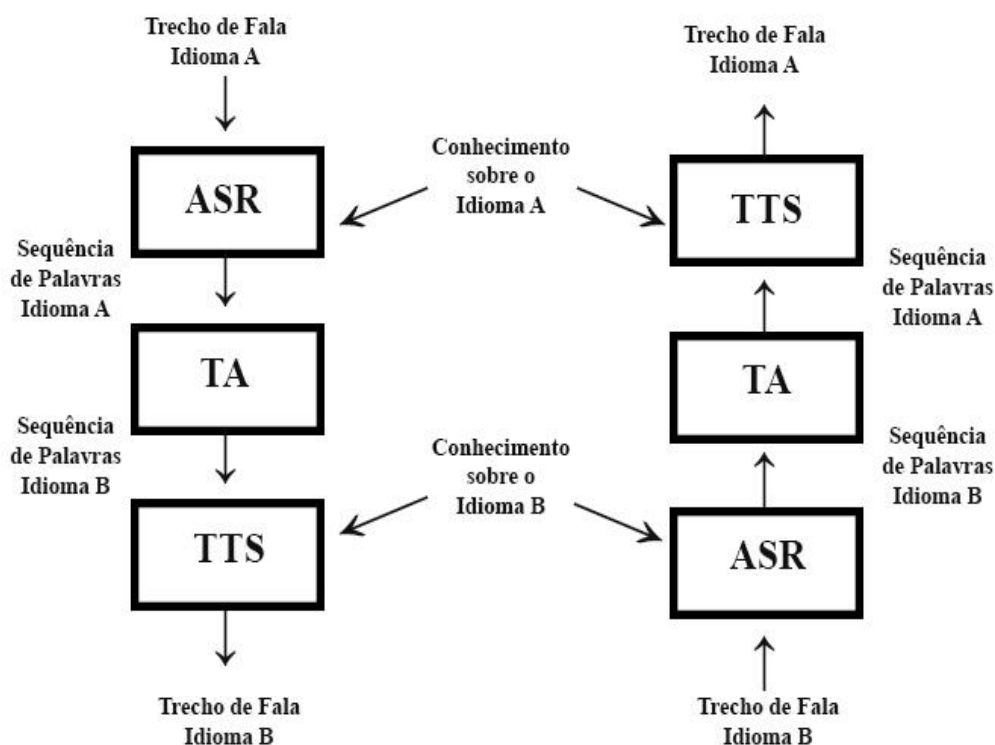 Trecho de Fala
Idioma A
ASR
Sequência
de Palavras
Idioma A
TA
Sequência
de Palavras
Idioma B
TTS
Trecho de Fala
Idioma B
Conhecimento
sobre o
Idioma A
Conhecimento
sobre o
Idioma B
Trecho de Fala
Idioma A
TTS
Sequência
de Palavras
Idioma A
TA
Sequência
de Palavras
Idioma B
ASR
Trecho de Fala
Idioma B